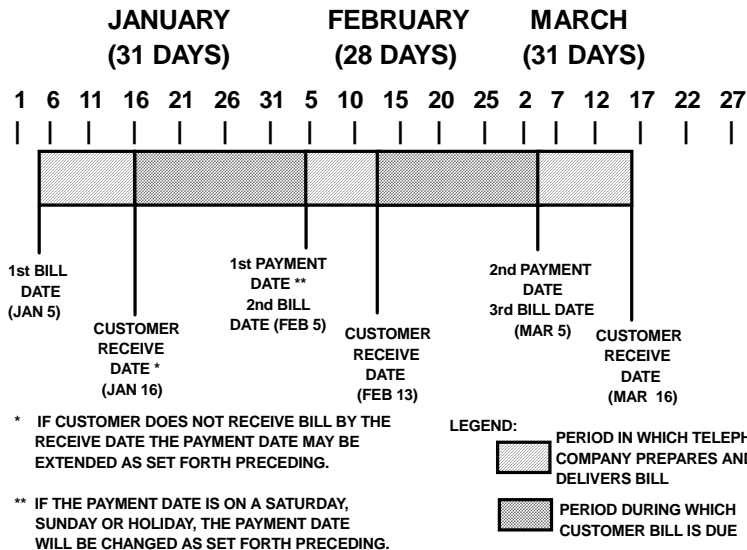 JANUARY FEBRUARY MARCH
(31 DAYS) (28 DAYS) (31 DAYS)
1 6 11 16 21 26 31 5 10 15 20 25 2 7 12 17 22 27
1st BILL
DATE
(JAN 5)
CUSTOMER
RECEIVE
DATE *
(JAN 16)
1st PAYMENT
DATE **
2nd BILL
DATE (FEB 5)
CUSTOMER
RECEIVE
DATE
(FEB 13)
2nd PAYMENT
DATE
3rd BILL DATE
(MAR 5)
CUSTOMER
RECEIVE
DATE
(MAR 16)
* IF CUSTOMER DOES NOT RECEIVE BILL BY THE
RECEIVE DATE THE PAYMENT DATE MAY BE
EXTENDED AS SET FORTH PRECEDING.
** IF THE PAYMENT DATE IS ON A SATURDAY,
SUNDAY OR HOLIDAY, THE PAYMENT DATE
WILL BE CHANGED AS SET FORTH PRECEDING.
LEGEND:
PERIOD IN WHICH TELEPH
COMPANY PREPARES AND
DELIVERS BILL
PERIOD DURING WHICH
CUSTOMER BILL IS DUE